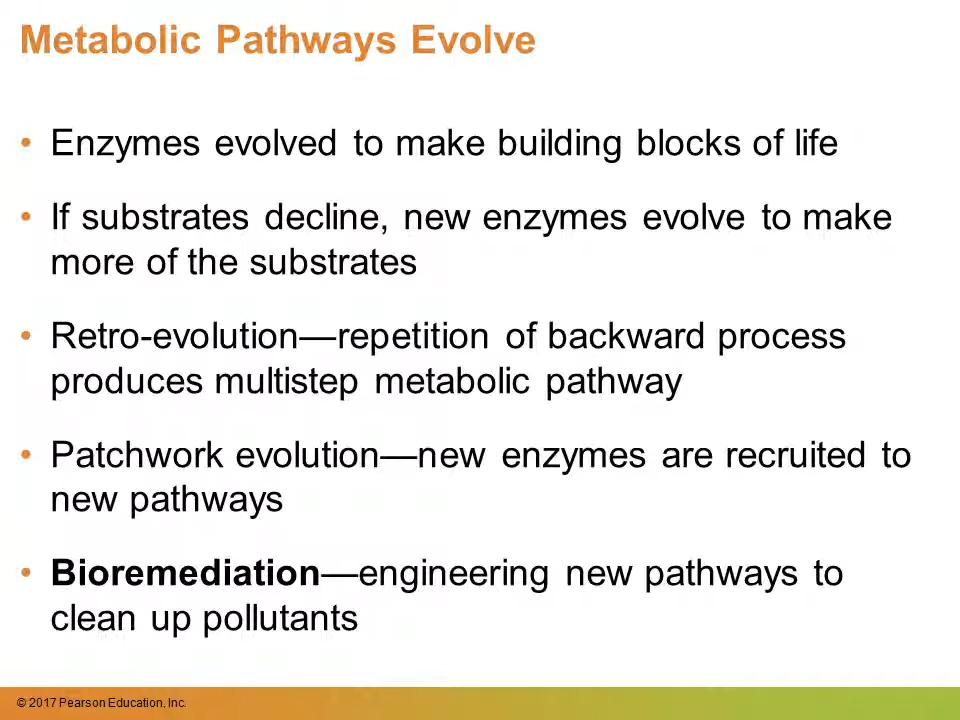 Metabolic Pathways Evolve
• Enzymes evolved to make building blocks of life
• If substrates decline, new enzymes evolve to make
more of the substrates
• Retro-evolution—repetition of backward process
produces multistep metabolic pathway
• Patchwork evolution—new enzymes are recruited to
new pathways
• Bioremediation—engineering new pathways to
clean up pollutants
© 2017 Pearson Education, Inc.